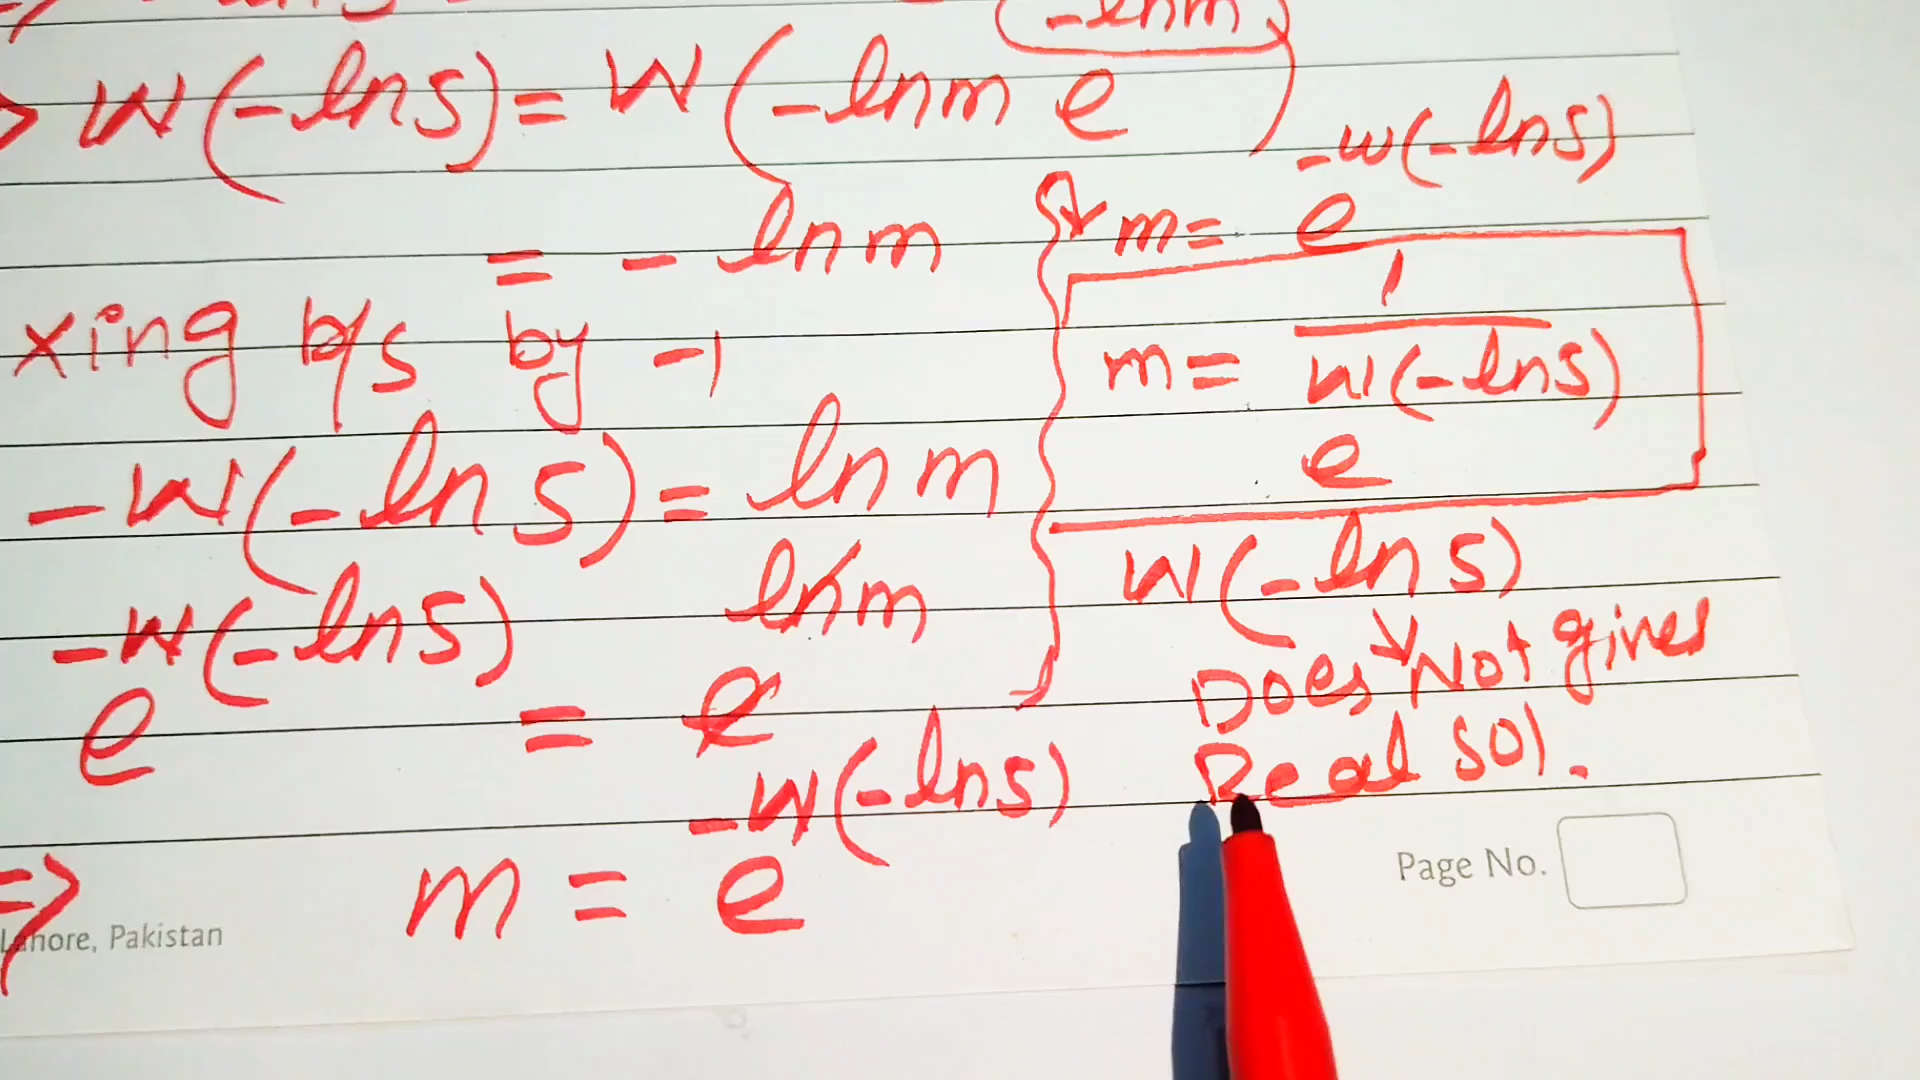 W(-ln5) = W(-lnm e^(-lnm))
= -lnm
xing b/s by -1
-W(-ln5) = lnm
e^(-W(-ln5)) = e^(lnm)
=> m = e^(-W(-ln5))
m = e^(-W(-ln5))
m = 1/e^(W(-ln5))
W(-ln5)
Does Not gives
Real sol.
Page No.
Lahore, Pakistan